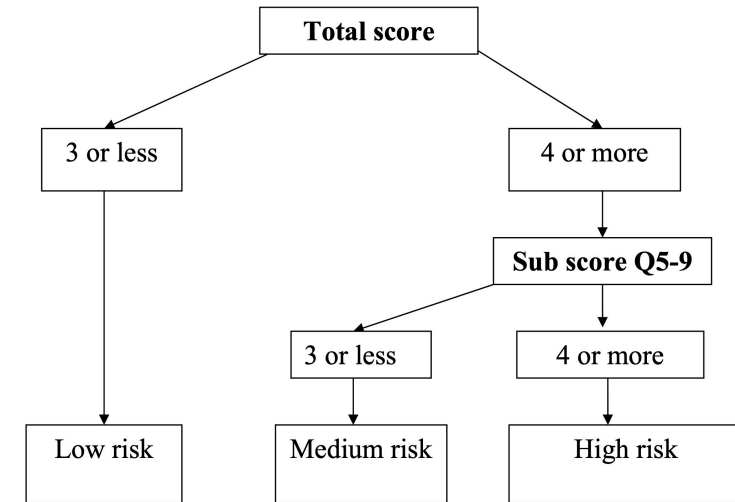 Total score
3 or less
4 or more
Sub score Q5-9
3 or less
4 or more
Low risk
Medium risk
High risk